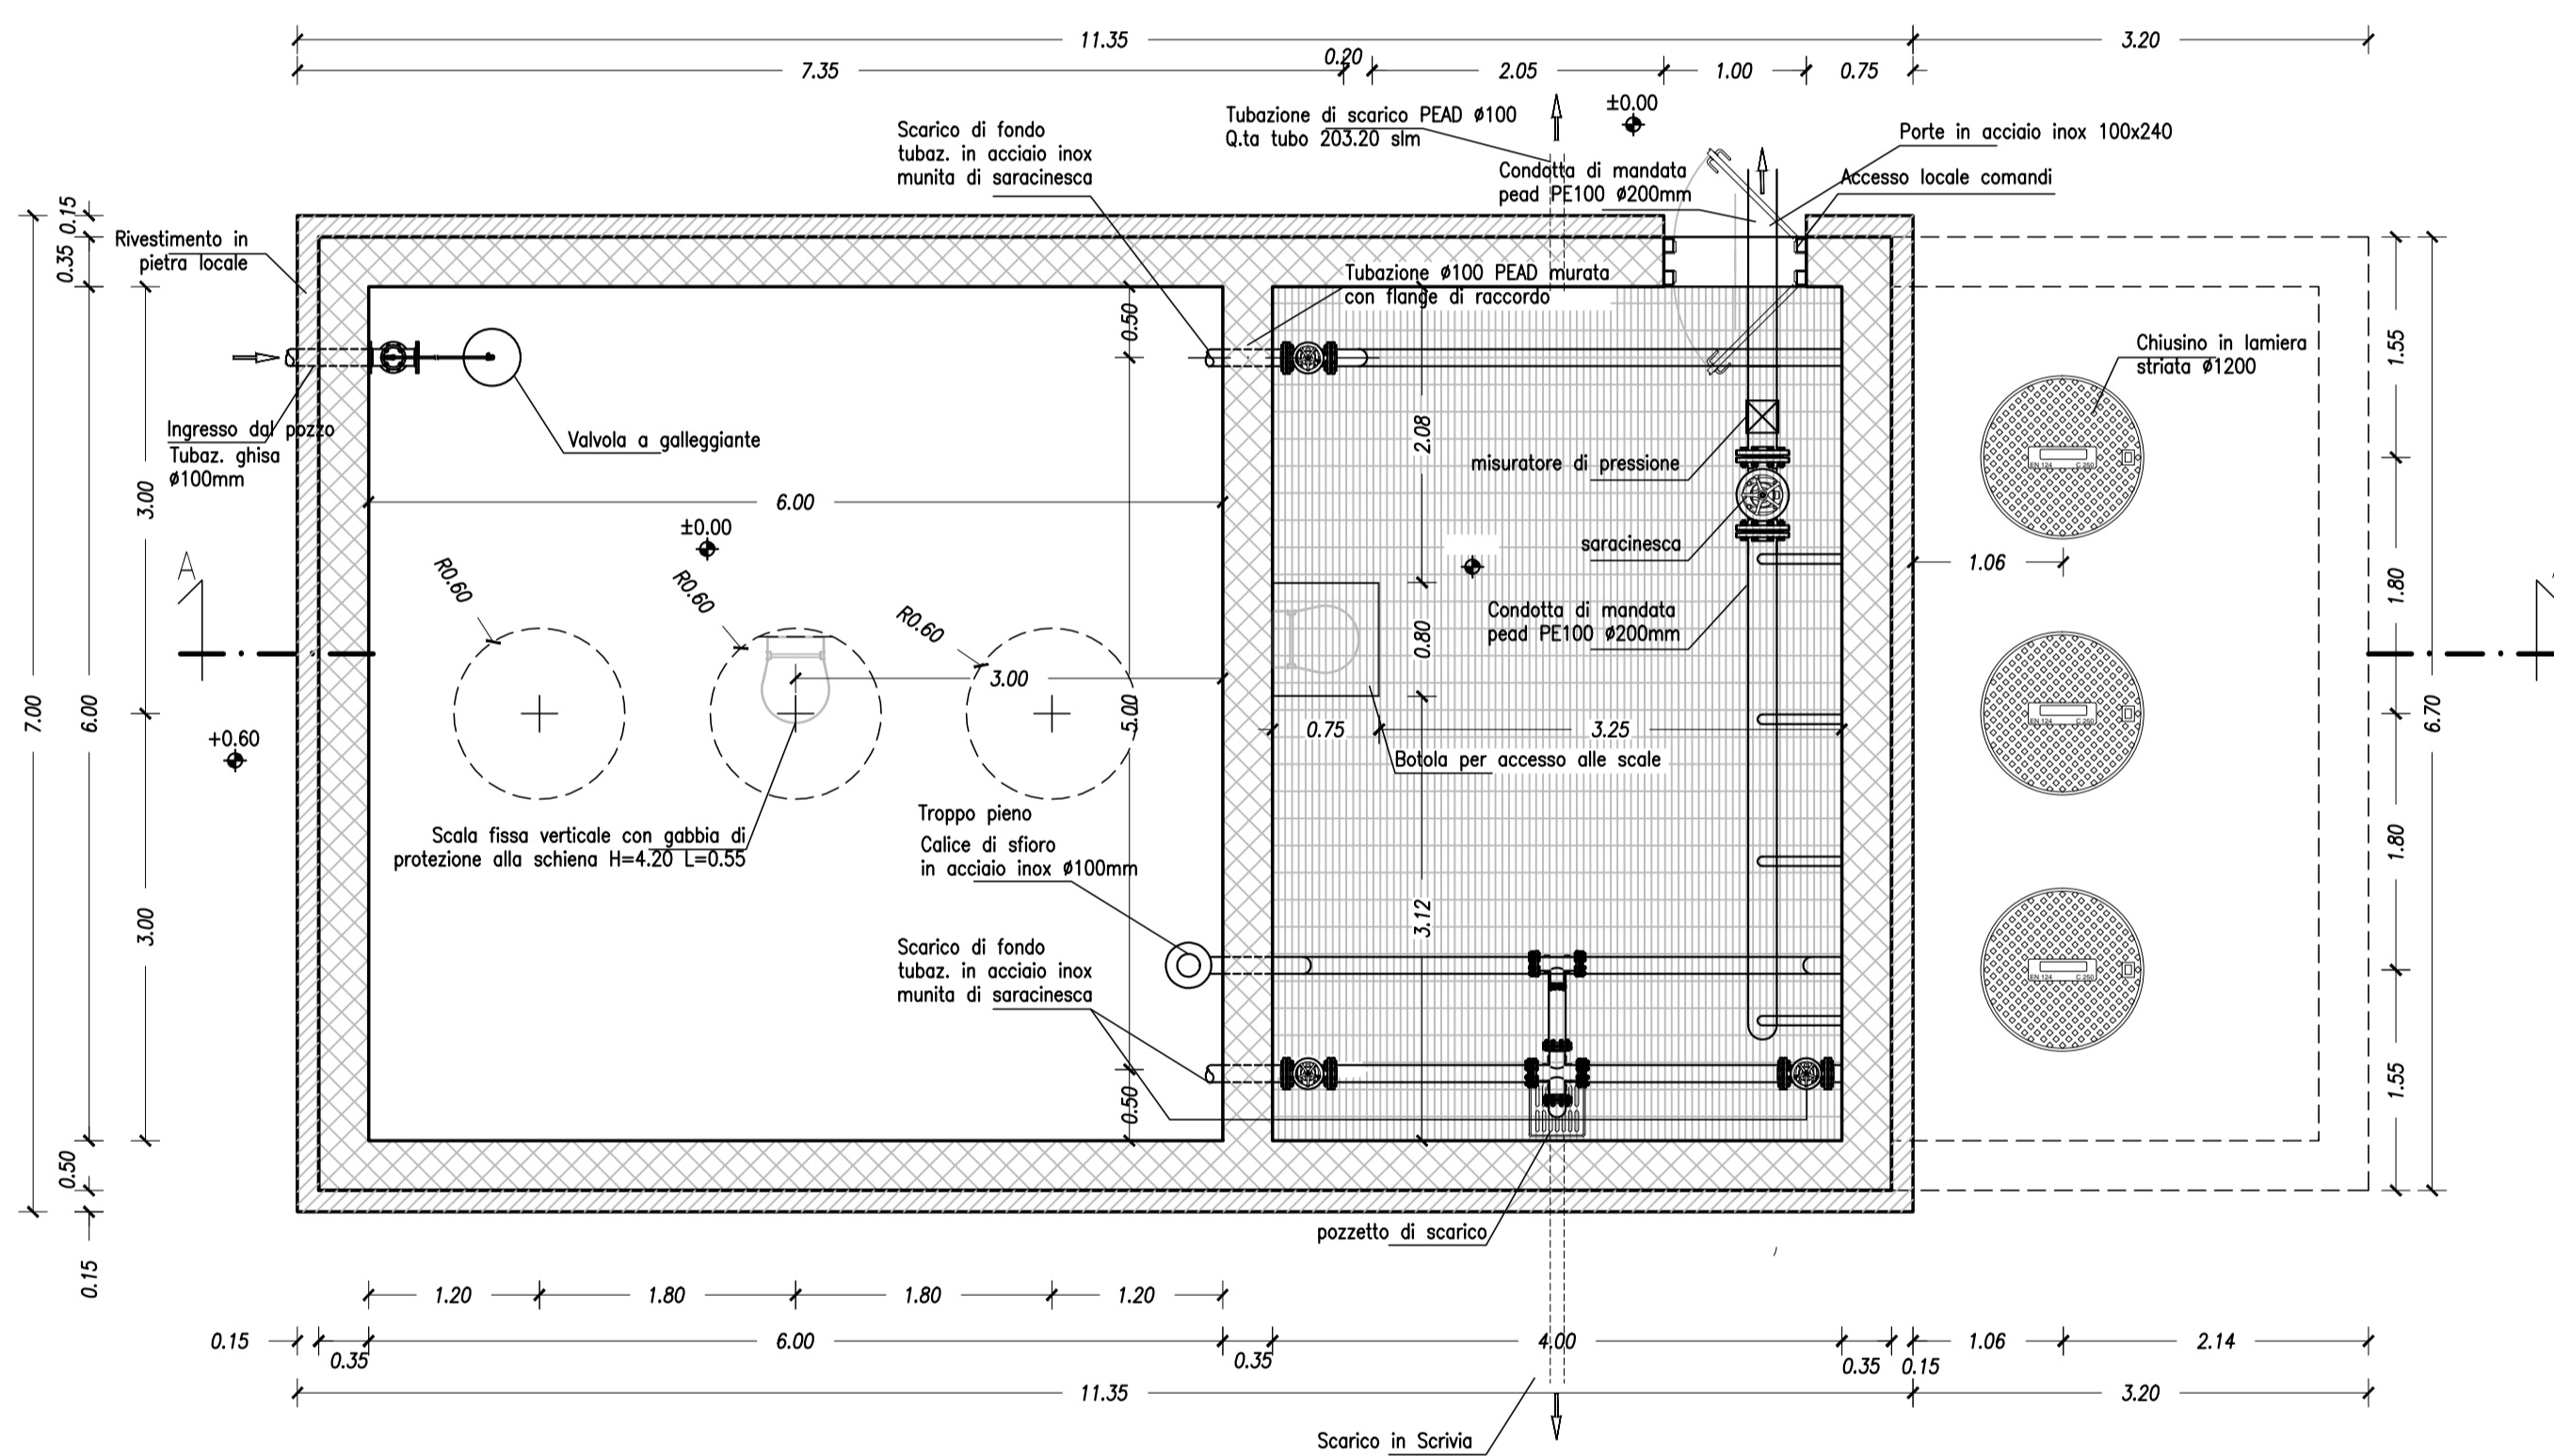 11.35
3.20
7.35
0.20
2.05
1.00
0.75
Tubazione di scarico PEAD ø100
Q.ta tubo 203.20 slm
±0.00
Scarico di fondo
tubaz. in acciaio inox
munita di saracinesca
Porte in acciaio inox 100x240
Condotta di mandata
pead PE100 ø200mm
Accesso locale comandi
0.15
0.35
Rivestimento in
pietra locale
Tubazione ø100 PEAD murata
con flange di raccordo
0.50
Chiusino in lamiera
striata ø1200
1.55
Ingresso dal pozzo
Tubaz. ghisa
ø100mm
Valvola a galleggiante
2.08
misuratore di pressione
EN 124
C 250
3.00
6.00
±0.00
saracinesca
A
R0.60
R0.60
R0.60
1.06
1.80
Condotta di mandata
pead PE100 ø200mm
0.80
3.00
7.00
6.00
5.00
6.70
+0.60
0.75
3.25
EN 124
C 250
Botola per accesso alle scale
Scala fissa verticale con gabbia di
protezione alla schiena H=4.20 L=0.55
Troppo pieno
Calice di sfioro
in acciaio inox ø100mm
1.80
3.00
3.12
Scarico di fondo
tubaz. in acciaio inox
munita di saracinesca
EN 124
C 250
0.50
1.55
0.50
pozzetto di scarico
0.15
1.20
1.80
1.80
1.20
0.15
0.35
6.00
0.35
4.00
0.35
0.15
1.06
2.14
11.35
3.20
Scarico in Scrivia